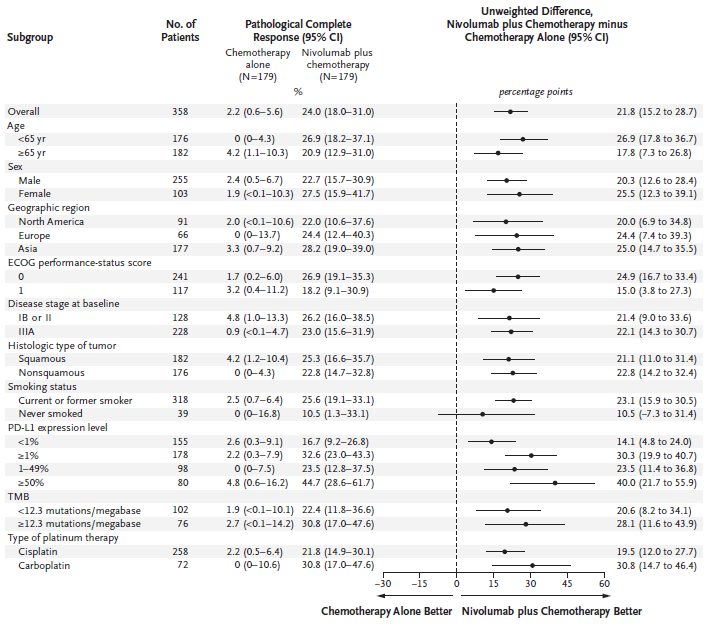 Subgroup No. of Patients Pathological Complete Response (95% CI) Unweighted Difference, Nivolumab plus Chemotherapy minus Chemotherapy Alone (95% CI)
Chemotherapy alone (N=179) Nivolumab plus chemotherapy (N=179)
% percentage points
Overall 358 2.2 (0.6–5.6) 24.0 (18.0–31.0) 21.8 (15.2 to 28.7)
Age
<65 yr 176 0 (0–4.3) 26.9 (18.2–37.1) 26.9 (17.8 to 36.7)
≥65 yr 182 4.2 (1.1–10.3) 20.9 (12.9–31.0) 17.8 (7.3 to 26.8)
Sex
Male 255 2.4 (0.5–6.7) 22.7 (15.7–30.9) 20.3 (12.6 to 28.4)
Female 103 1.9 (<0.1–10.3) 27.5 (15.9–41.7) 25.5 (12.3 to 39.1)
Geographic region
North America 91 2.0 (<0.1–10.6) 22.0 (10.6–37.6) 20.0 (6.9 to 34.8)
Europe 66 0 (0–13.7) 24.4 (12.4–40.3) 24.4 (7.4 to 39.3)
Asia 177 3.3 (0.7–9.2) 28.2 (19.0–39.0) 25.0 (14.7 to 35.5)
ECOG performance-status score
0 241 1.7 (0.2–6.0) 26.9 (19.1–35.3) 24.9 (16.7 to 33.4)
1 117 3.2 (0.4–11.2) 18.2 (9.1–30.9) 15.0 (3.8 to 27.3)
Disease stage at baseline
IB or II 128 4.8 (1.0–13.3) 26.2 (16.0–38.5) 21.4 (9.0 to 33.6)
IIIA 228 0.9 (<0.1–4.7) 23.0 (15.6–31.9) 22.1 (14.3 to 30.7)
Histologic type of tumor
Squamous 182 4.2 (1.2–10.4) 25.3 (16.6–35.7) 21.1 (11.0 to 31.4)
Nonsquamous 176 0 (0–4.3) 22.8 (14.7–32.8) 22.8 (14.2 to 32.4)
Smoking status
Current or former smoker 318 2.5 (0.7–6.4) 25.6 (19.1–33.1) 23.1 (15.9 to 30.5)
Never smoked 39 0 (0–16.8) 10.5 (1.3–33.1) 10.5 (–7.3 to 31.4)
PD-L1 expression level
<1% 155 2.6 (0.3–9.1) 16.7 (9.2–26.8) 14.1 (4.8 to 24.0)
≥1% 178 2.2 (0.3–7.9) 32.6 (23.0–43.3) 30.3 (19.9 to 40.7)
1–49% 98 0 (0–7.5) 23.5 (12.8–37.5) 23.5 (11.4 to 36.8)
≥50% 80 4.8 (0.6–16.2) 44.7 (28.6–61.7) 40.0 (21.7 to 55.9)
TMB
<12.3 mutations/megabase 102 1.9 (<0.1–10.1) 22.4 (11.8–36.6) 20.6 (8.2 to 34.1)
≥12.3 mutations/megabase 76 2.7 (<0.1–14.2) 30.8 (17.0–47.6) 28.1 (11.6 to 43.9)
Type of platinum therapy
Cisplatin 258 2.2 (0.5–6.4) 21.8 (14.9–30.1) 19.5 (12.0 to 27.7)
Carboplatin 72 0 (0–10.6) 30.8 (17.0–47.6) 30.8 (14.7 to 46.4)
–30 –15 0 15 30 45 60
Chemotherapy Alone Better Nivolumab plus Chemotherapy Better